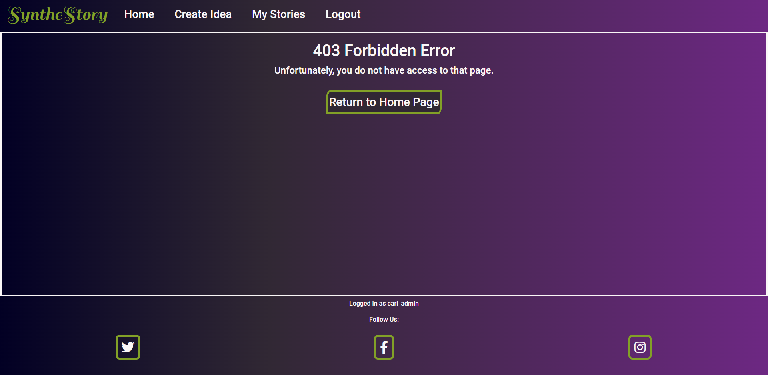 SyntheStory Home Create Idea My Stories Logout
403 Forbidden Error
Unfortunately, you do not have access to that page.
Return to Home Page
Logged in as carl-admin
Follow Us: